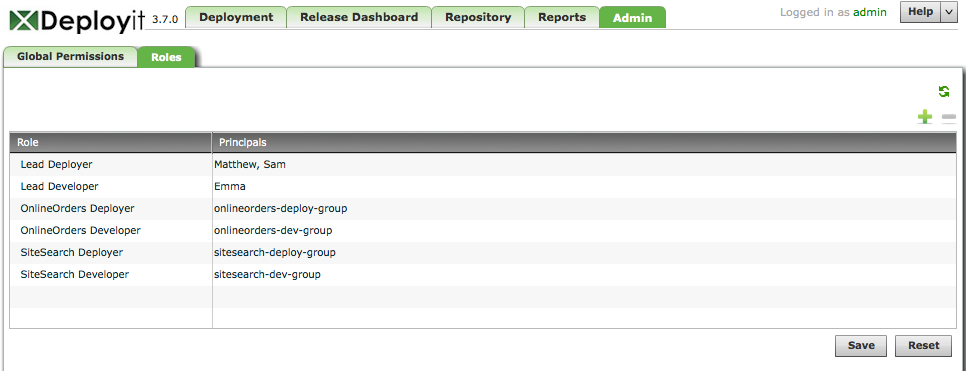 Deployit 3.7.0 Deployment Release Dashboard Repository Reports Admin Logged in as admin Help
Global Permissions Roles
Role Principals
Lead Deployer Matthew, Sam
Lead Developer Emma
OnlineOrders Deployer onlineorders-deploy-group
OnlineOrders Developer onlineorders-dev-group
SiteSearch Deployer sitesearch-deploy-group
SiteSearch Developer sitesearch-dev-group
Save Reset